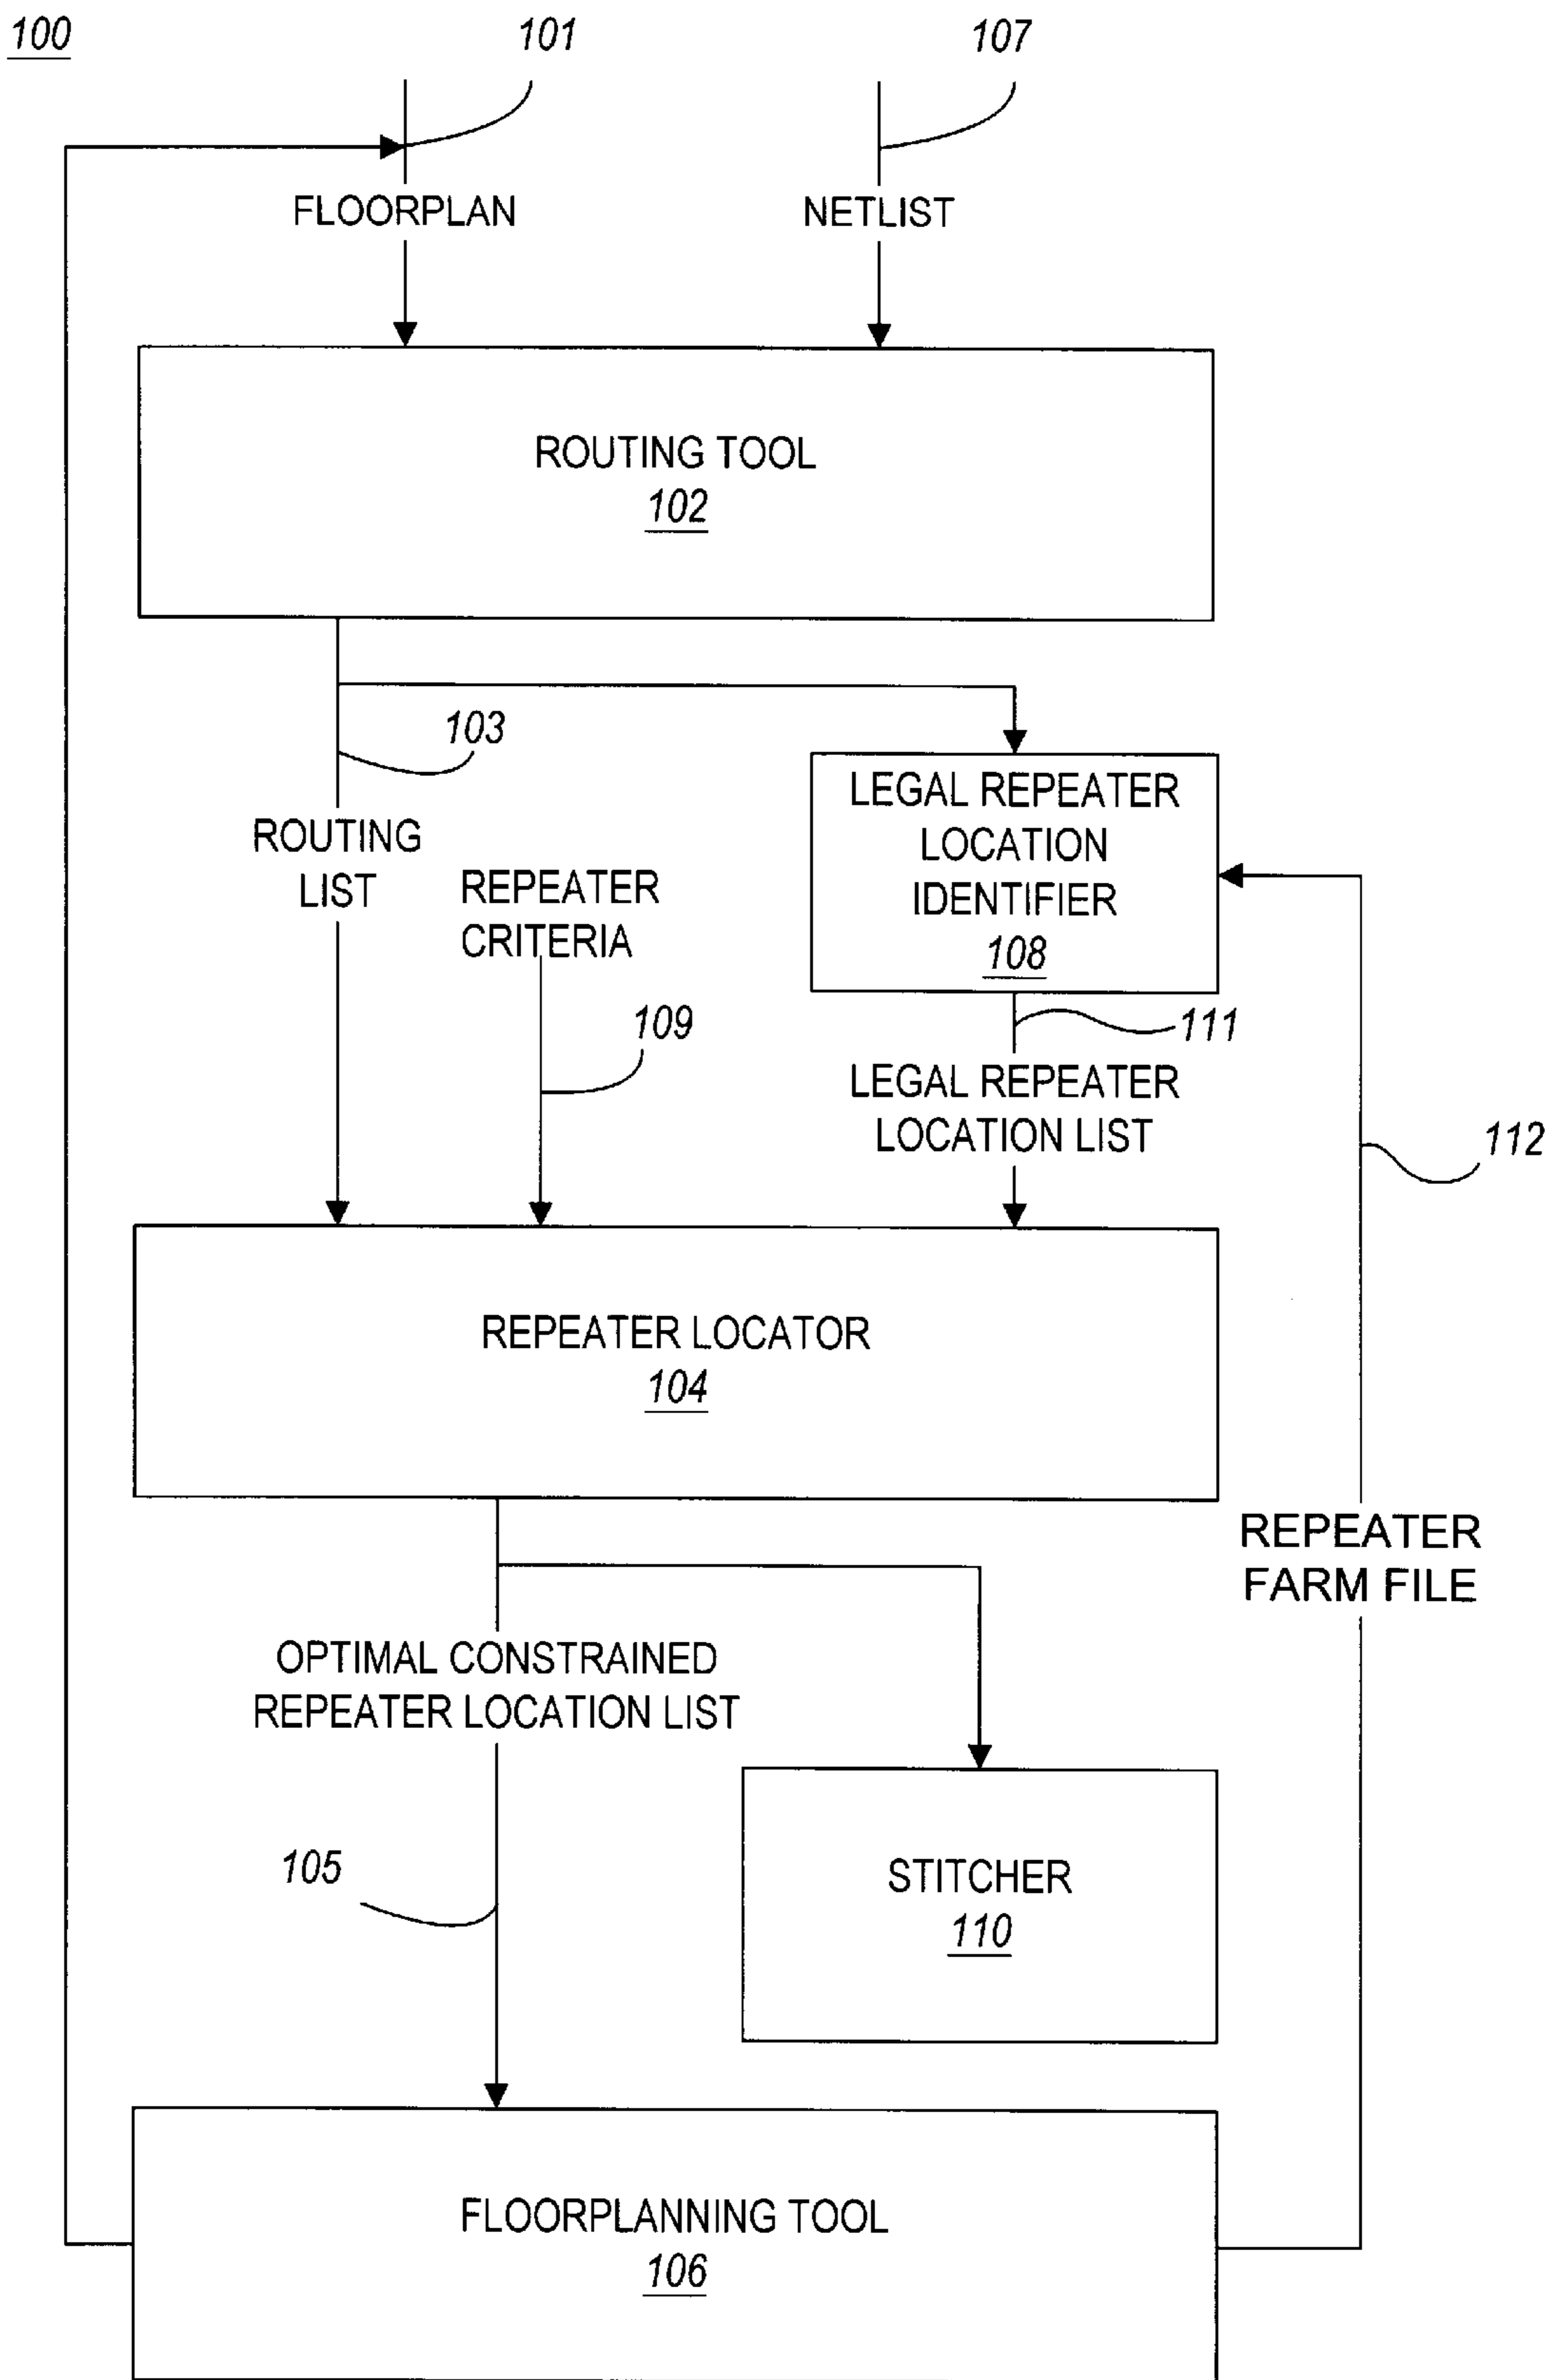 100
101
107
FLOORPLAN
NETLIST
ROUTING TOOL
102
103
ROUTING
LIST
REPEATER
CRITERIA
LEGAL REPEATER
LOCATION
IDENTIFIER
108
109
111
LEGAL REPEATER
LOCATION LIST
112
REPEATER LOCATOR
104
REPEATER
FARM FILE
OPTIMAL CONSTRAINED
REPEATER LOCATION LIST
105
STITCHER
110
FLOORPLANNING TOOL
106